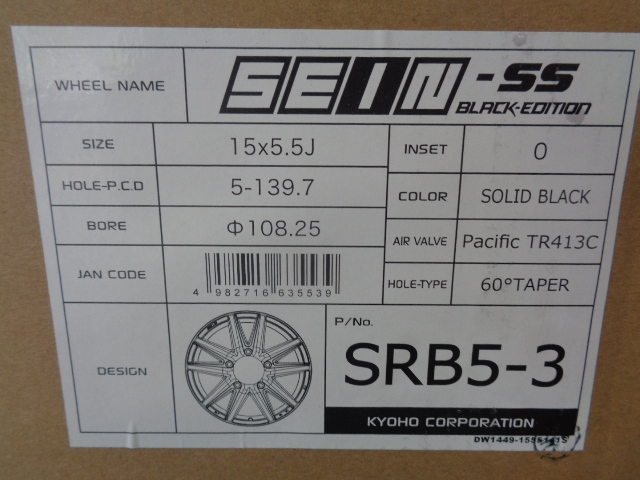 WHEEL NAME
SEIN-SS
BLACK-EDITION
SIZE 15x5.5J INSET 0
HOLE-P.C.D 5-139.7 COLOR SOLID BLACK
BORE Φ108.25 AIR VALVE Pacific TR413C
JAN CODE 4 982716 635539 HOLE-TYPE 60°TAPER
DESIGN
P/No.
SRB5-3
KYOHO CORPORATION